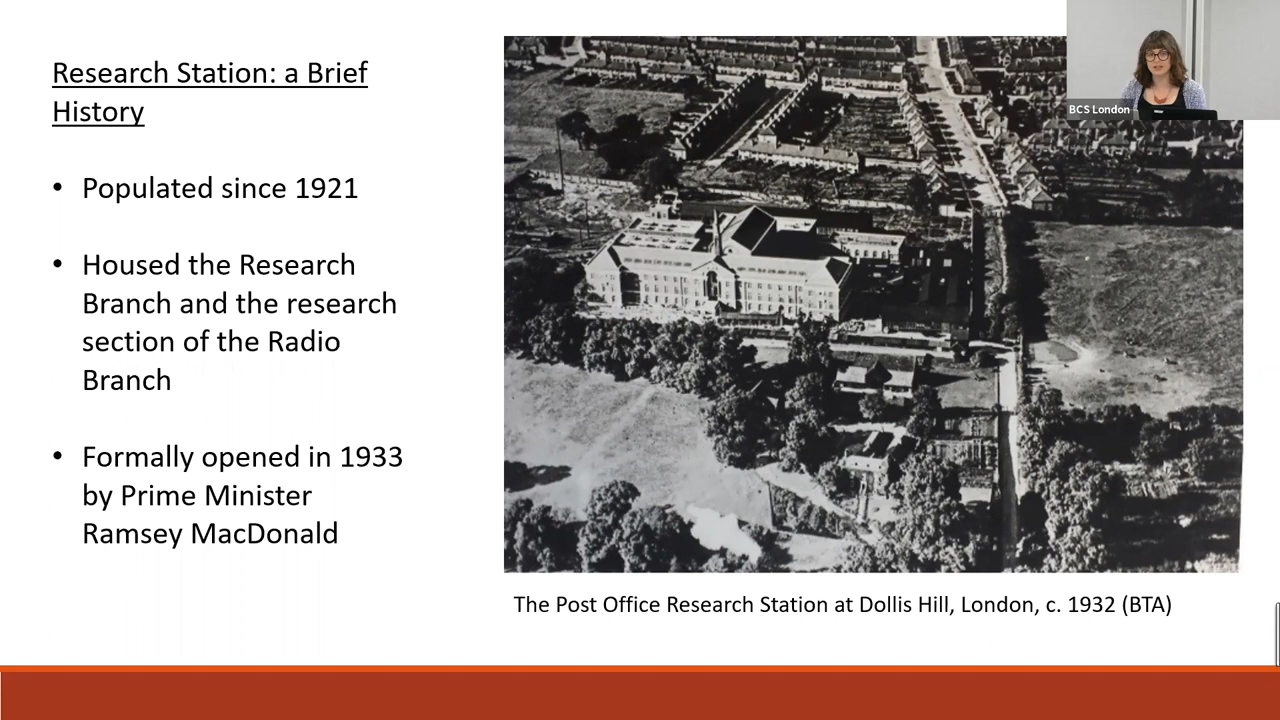 Research Station: a Brief
History
• Populated since 1921
• Housed the Research
Branch and the research
section of the Radio
Branch
• Formally opened in 1933
by Prime Minister
Ramsey MacDonald
BCS London
The Post Office Research Station at Dollis Hill, London, c. 1932 (BTA)